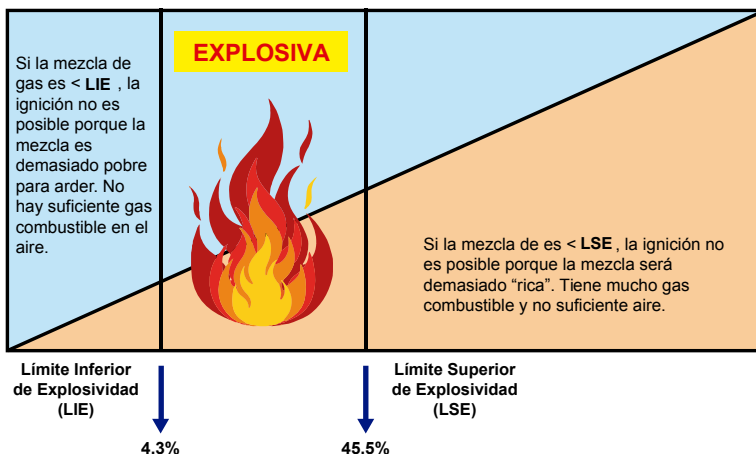 Si la mezcla de
gas es < LIE , la
ignición no es
posible porque la
mezcla es
demasiado pobre
para arder. No
hay suficiente gas
combustible en el
aire.
EXPLOSIVA
Si la mezcla de es < LSE , la ignición no
es posible porque la mezcla será
demasiado “rica”. Tiene mucho gas
combustible y no suficiente aire.
Límite Inferior
de Explosividad
(LIE)
4.3%
Límite Superior
de Explosividad
(LSE)
45.5%